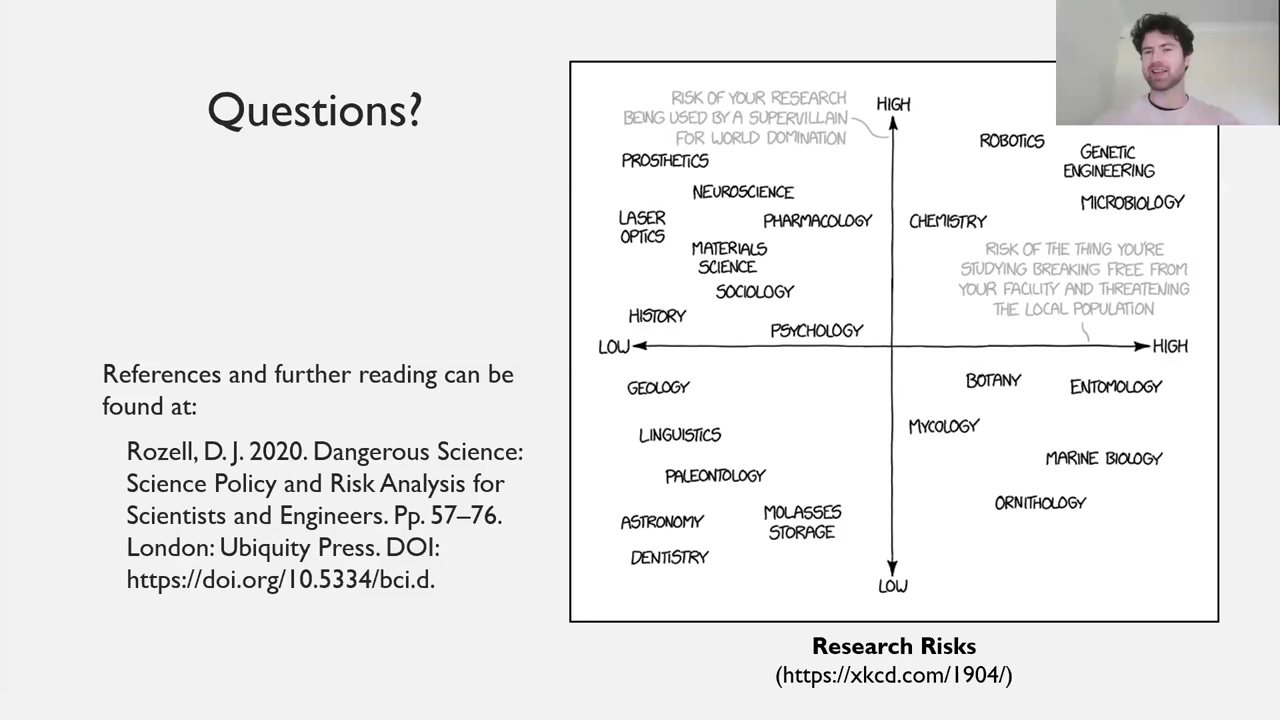 Questions?
References and further reading can be
found at:
Rozell, D. J. 2020. Dangerous Science:
Science Policy and Risk Analysis for
Scientists and Engineers. Pp. 57–76.
London: Ubiquity Press. DOI:
https://doi.org/10.5334/bci.d.
RISK OF YOUR RESEARCH
BEING USED BY A SUPERVILLAIN
FOR WORLD DOMINATION
HIGH
PROSTHETICS
NEUROSCIENCE
LASER
OPTICS
PHARMACOLOGY
MATERIALS
SCIENCE
SOCIOLOGY
HISTORY
PSYCHOLOGY
ROBOTICS
GENETIC
ENGINEERING
MICROBIOLOGY
CHEMISTRY
RISK OF THE THING YOU'RE
STUDYING BREAKING FREE FROM
YOUR FACILITY AND THREATENING
THE LOCAL POPULATION
LOW
HIGH
GEOLOGY
LINGUISTICS
PALEONTOLOGY
ASTRONOMY
MOLASSES
STORAGE
DENTISTRY
BOTANY
ENTOMOLOGY
MYCOLOGY
MARINE BIOLOGY
ORNITHOLOGY
LOW
Research Risks
(https://xkcd.com/1904/)